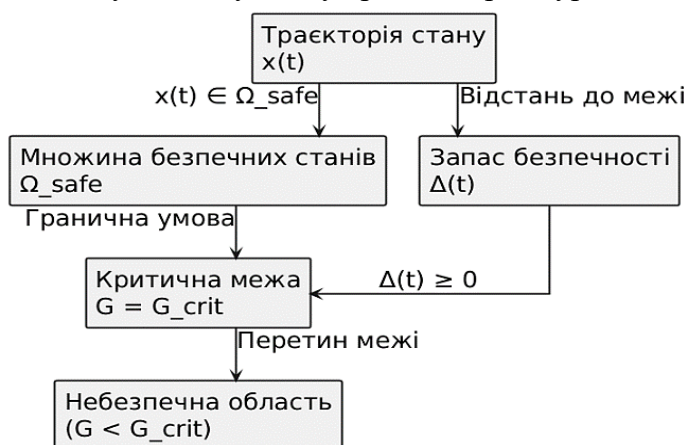 Траєкторія стану
x(t)
x(t) ∈ Ω_safe
Відстань до межі
Множина безпечних станів
Ω_safe
Запас безпечності
Δ(t)
Гранична умова
Критична межа
G = G_crit
Δ(t) ≥ 0
Перетин межі
Небезпечна область
(G < G_crit)